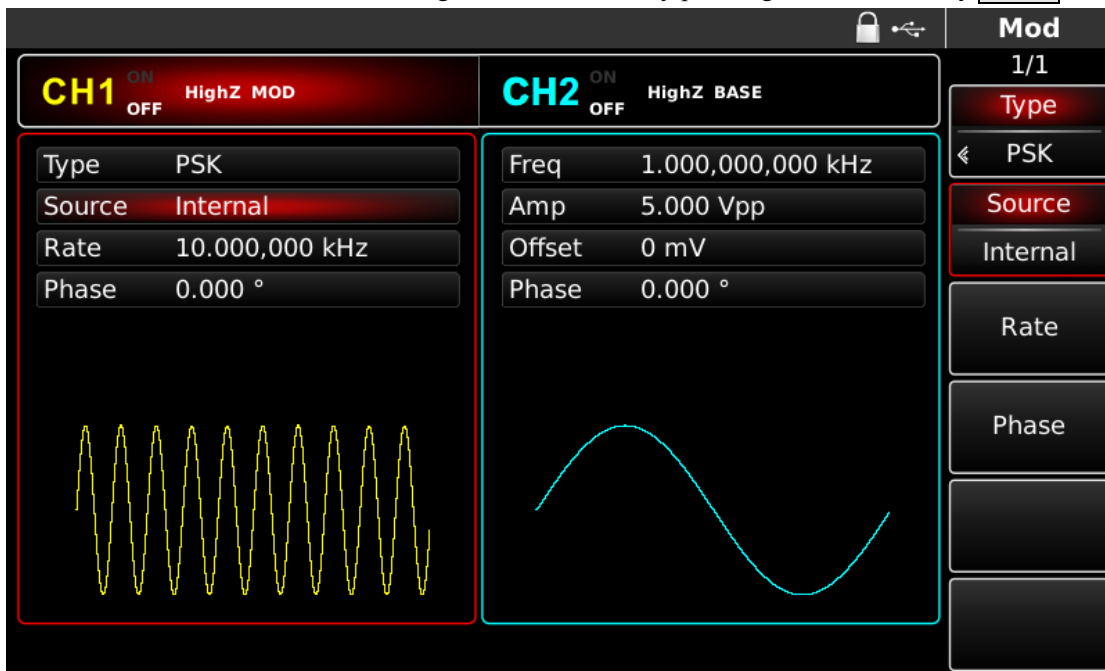 Mod
1/1
CH1 ON OFF HighZ MOD
CH2 ON OFF HighZ BASE
Type PSK
Source Internal
Rate 10.000,000 kHz
Phase 0.000 °
Freq 1.000,000,000 kHz
Amp 5.000 Vpp
Offset 0 mV
Phase 0.000 °
Type
PSK
Source
Internal
Rate
Phase